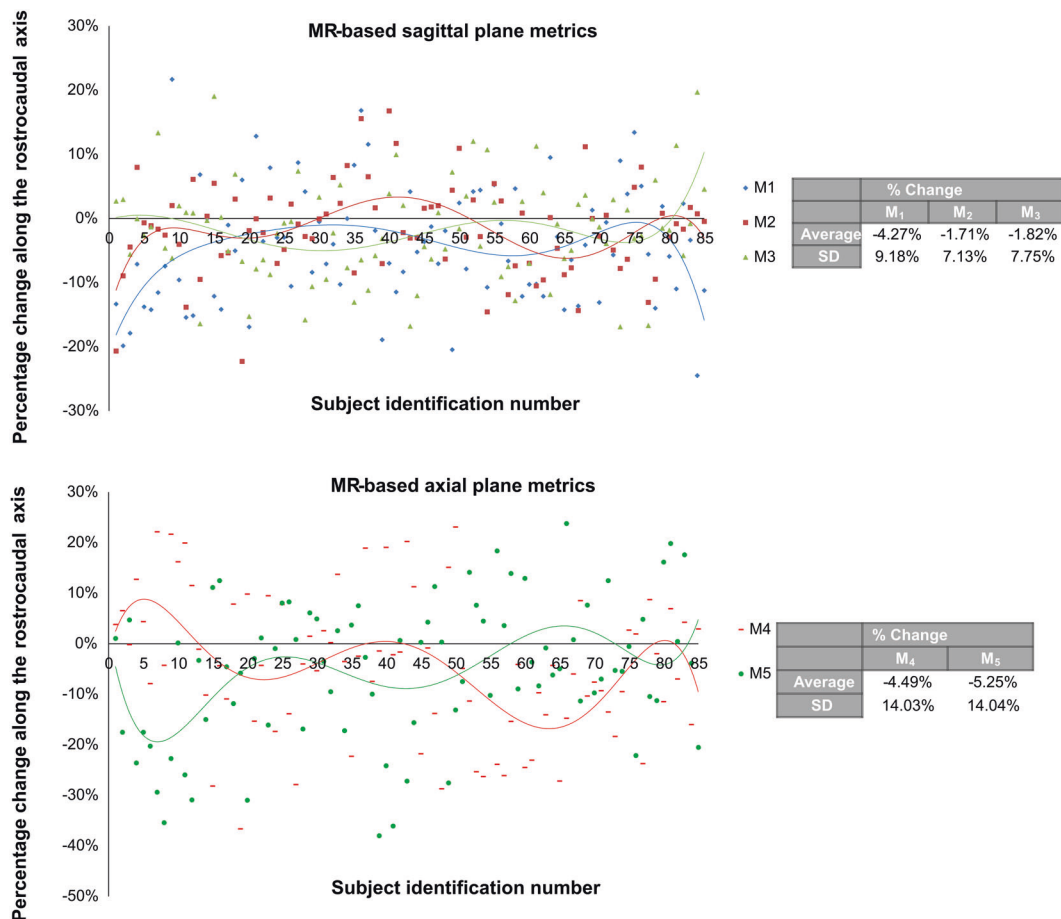 MR-based sagittal plane metrics
Percentage change along the rostrocaudal axis
30%
20%
10%
0%
-10%
-20%
-30%
0 5 10 15 20 25 30 35 40 45 50 55 60 65 70 75 80 85
Subject identification number
M1
M2
M3
% Change
M1 M2 M3
Average -4.27% -1.71% -1.82%
SD 9.18% 7.13% 7.75%
MR-based axial plane metrics
Percentage change along the rostrocaudal axis
30%
20%
10%
0%
-10%
-20%
-30%
-40%
-50%
0 5 10 15 20 25 30 35 40 45 50 55 60 65 70 75 80 85
Subject identification number
M4
M5
% Change
M4 M5
Average -4.49% -5.25%
SD 14.03% 14.04%